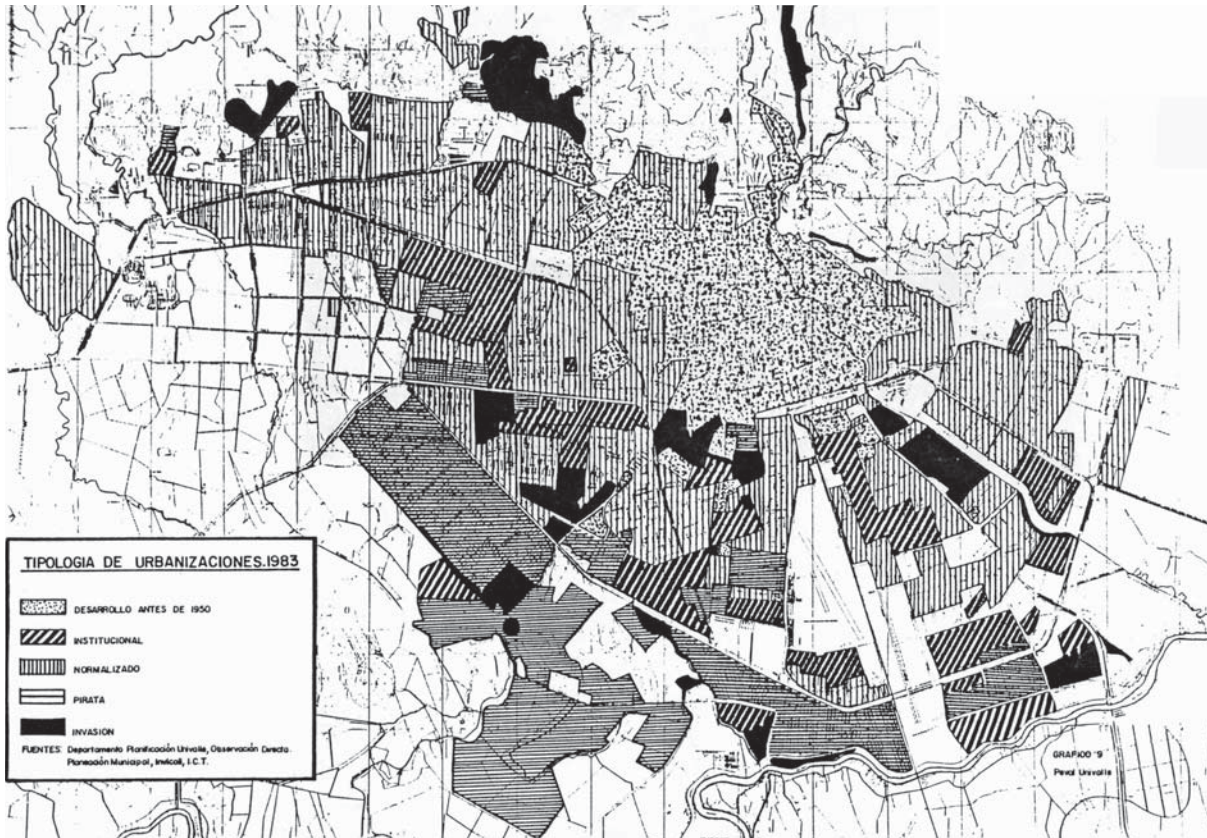 TIPOLOGIA DE URBANIZACIONES.1983
DESARROLLO ANTES DE 1950
INSTITUCIONAL
NORMALIZADO
PIRATA
INVASION
FUENTES: Departamento Planificación Univalle, Observación Directa.
Planeación Municipal, Invicali, I.C.T.
GRAFICO 9
Univalle